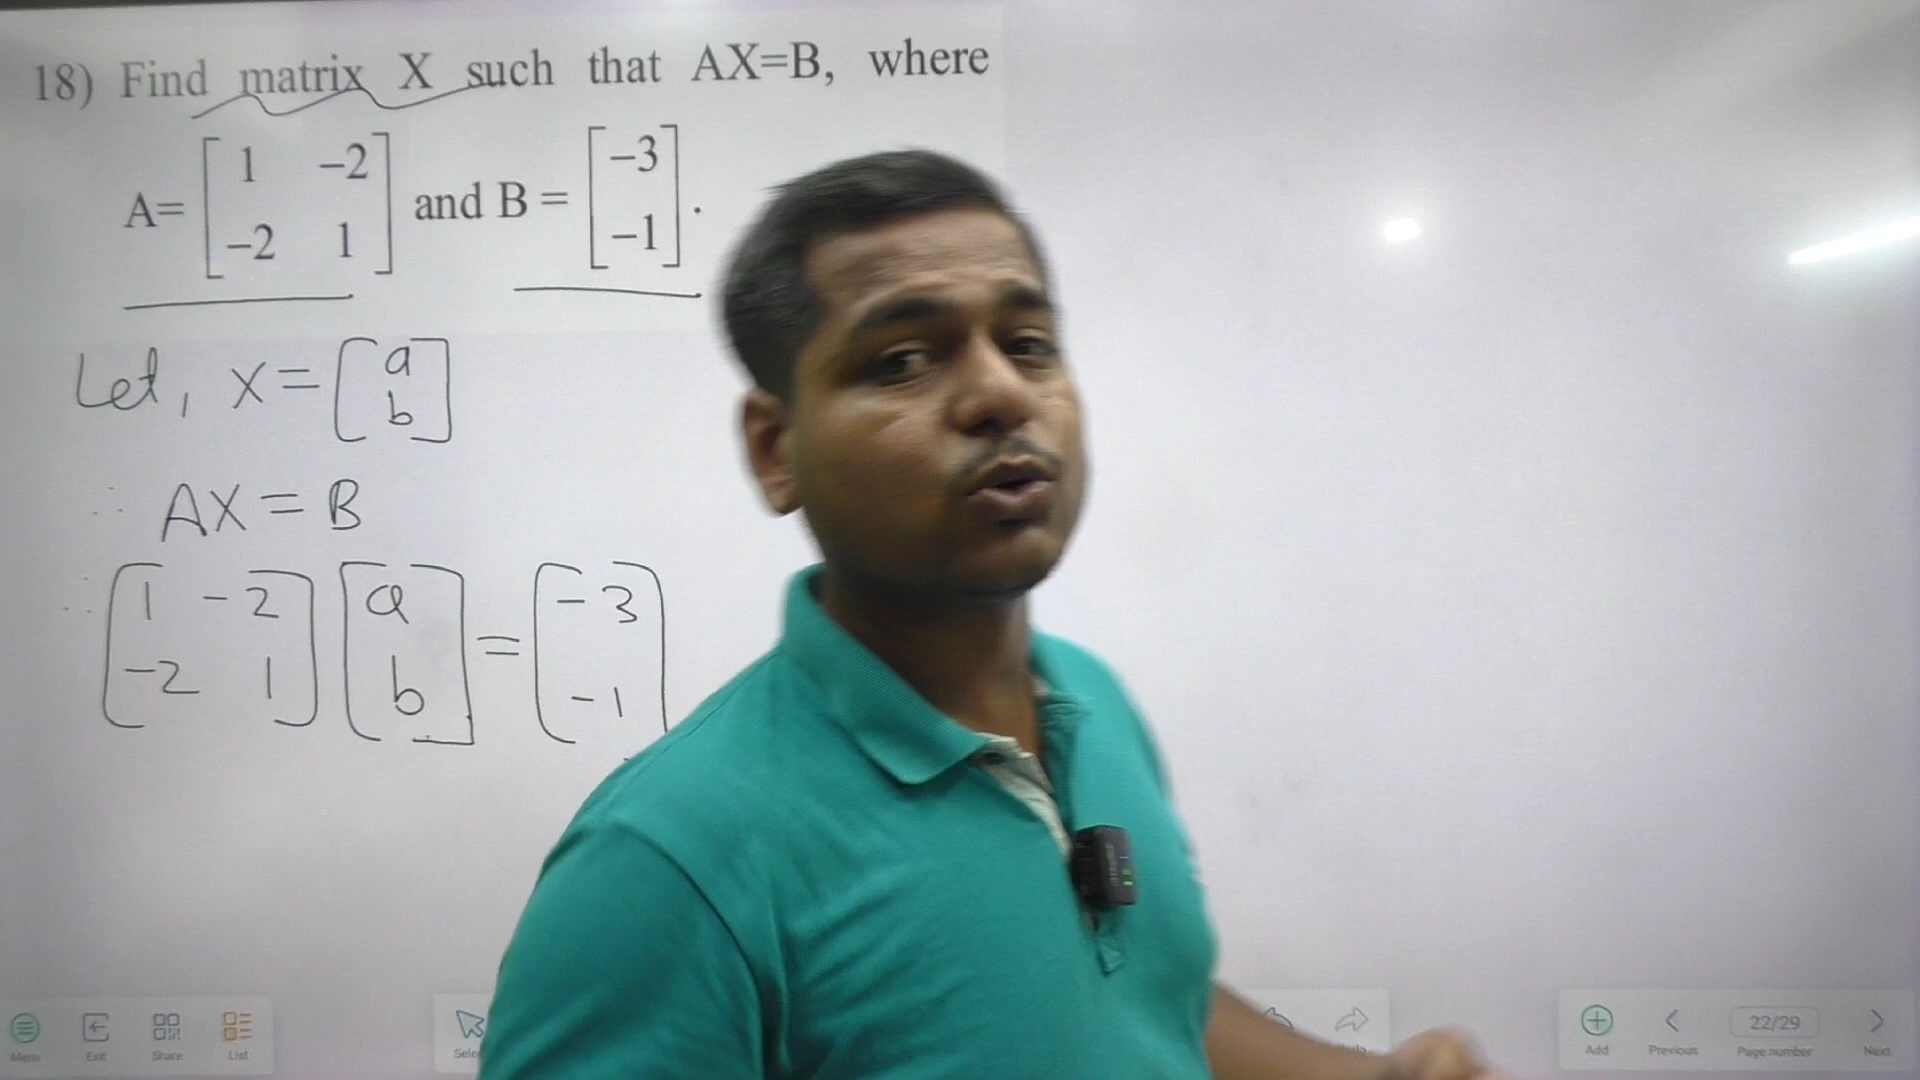 18) Find matrix X such that AX=B, where
A= [1 -2
-2 1] and B = [-3
-1].
Let, X = [a
b]
∴ AX = B
∴ [1 -2
-2 1] [a
b] = [-3
-1]
Menu Exit Share List
Add Previous 22/29 Page number Next